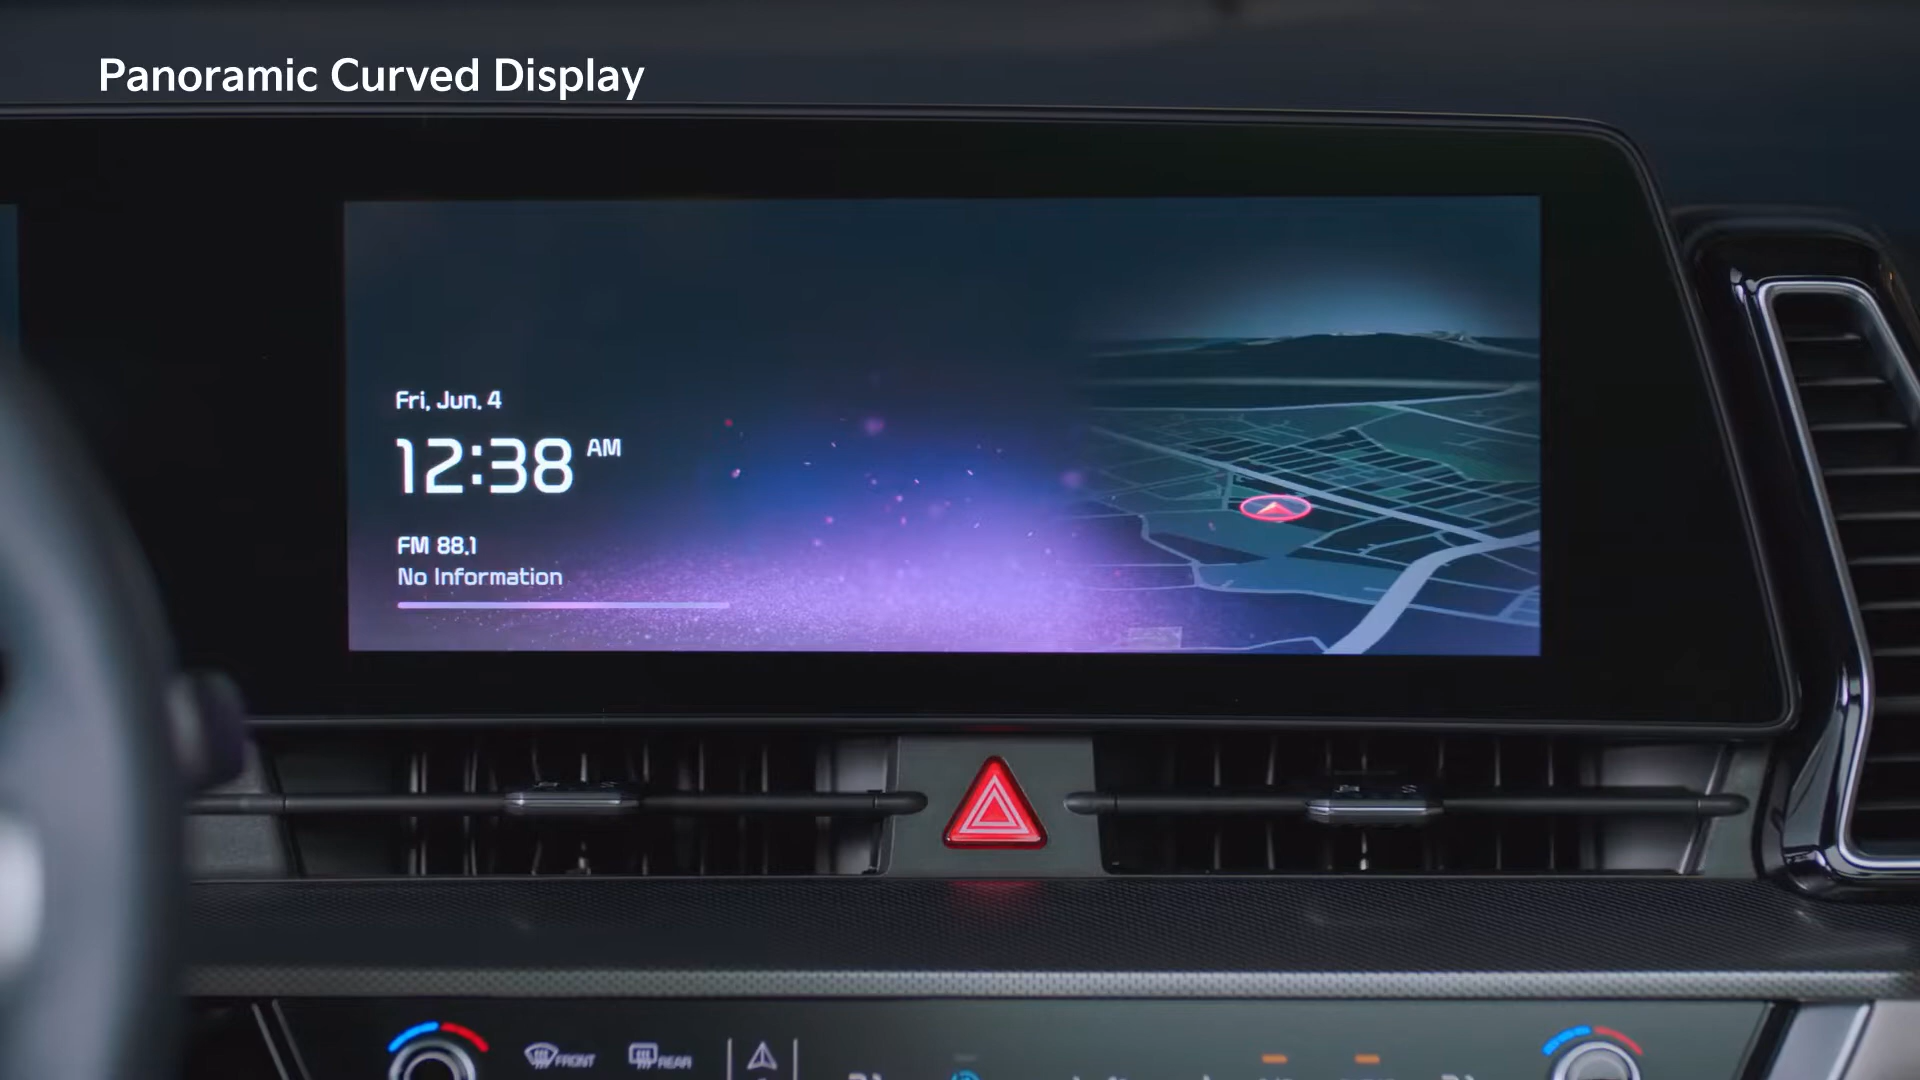 Panoramic Curved Display
Fri, Jun. 4
12:38 AM
FM 88.1
No Information
FRONT
REAR